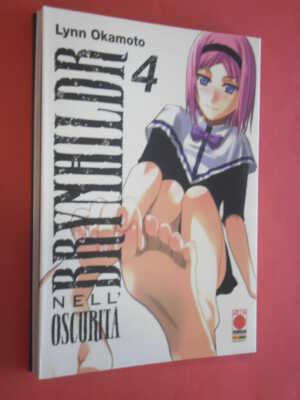 Lynn Okamoto
4
BRYNHILDR
NELL'
OSCURITÀ